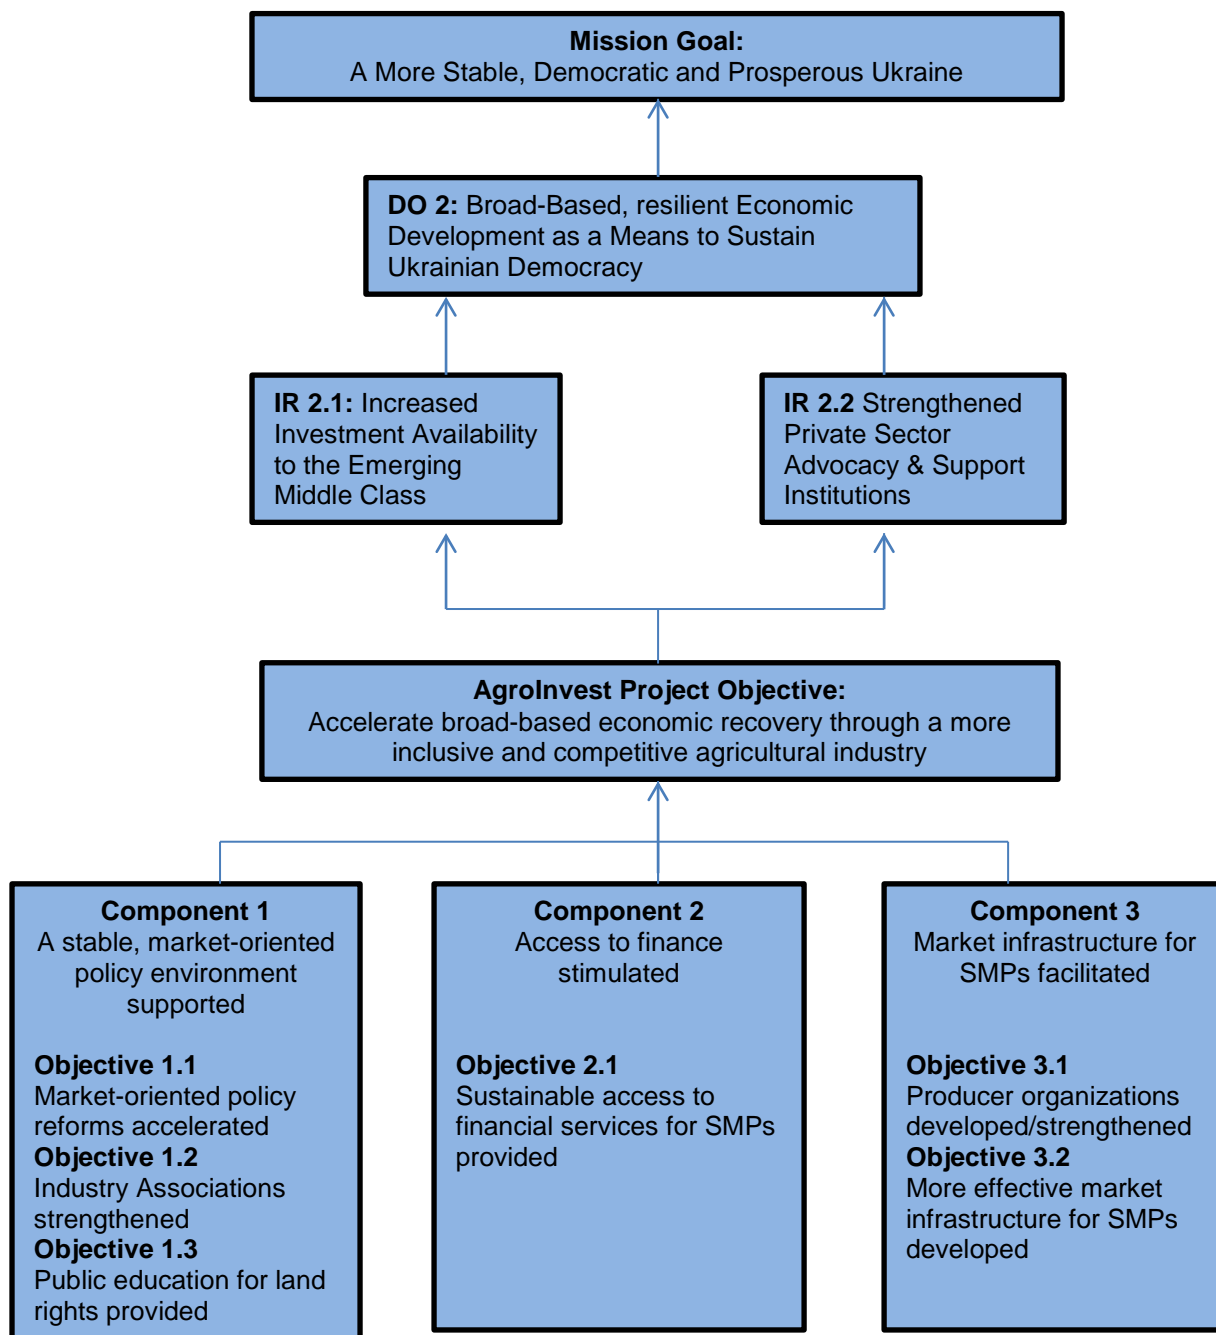 Mission Goal:
A More Stable, Democratic and Prosperous Ukraine
DO 2: Broad-Based, resilient Economic
Development as a Means to Sustain
Ukrainian Democracy
IR 2.1: Increased
Investment Availability
to the Emerging
Middle Class
IR 2.2 Strengthened
Private Sector
Advocacy & Support
Institutions
AgroInvest Project Objective:
Accelerate broad-based economic recovery through a more
inclusive and competitive agricultural industry
Component 1
A stable, market-oriented
policy environment
supported
Objective 1.1
Market-oriented policy
reforms accelerated
Objective 1.2
Industry Associations
strengthened
Objective 1.3
Public education for land
rights provided
Component 2
Access to finance
stimulated
Objective 2.1
Sustainable access to
financial services for SMPs
provided
Component 3
Market infrastructure for
SMPs facilitated
Objective 3.1
Producer organizations
developed/strengthened
Objective 3.2
More effective market
infrastructure for SMPs
developed